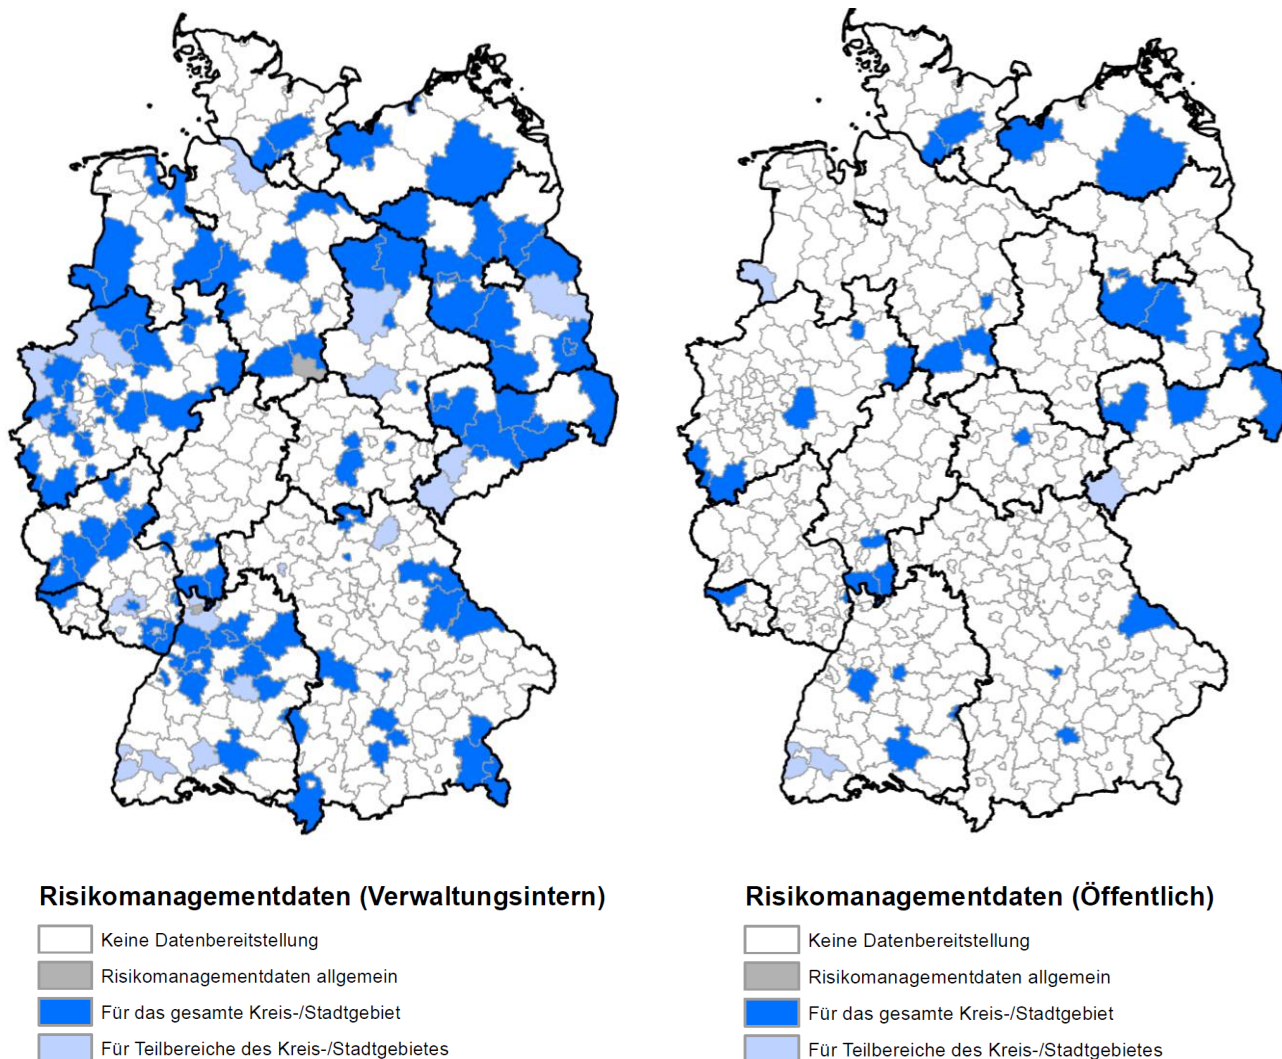 Risikomanagementdaten (Verwaltungsintern)
Keine Datenbereitstellung
Risikomanagementdaten allgemein
Für das gesamte Kreis-/Stadtgebiet
Für Teilbereiche des Kreis-/Stadtgebietes
Risikomanagementdaten (Öffentlich)
Keine Datenbereitstellung
Risikomanagementdaten allgemein
Für das gesamte Kreis-/Stadtgebiet
Für Teilbereiche des Kreis-/Stadtgebietes